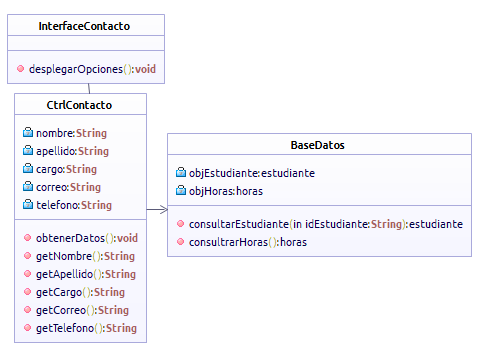 InterfaceContacto
desplegarOpciones():void
CtrlContacto
nombre:String
apellido:String
cargo:String
correo:String
telefono:String
obtenerDatos():void
getNombre():String
getApellido():String
getCargo():String
getCorreo():String
getTelefono():String
BaseDatos
objEstudiante:estudiante
objHoras:horas
consultarEstudiante(in idEstudiante:String):estudiante
consultrarHoras():horas